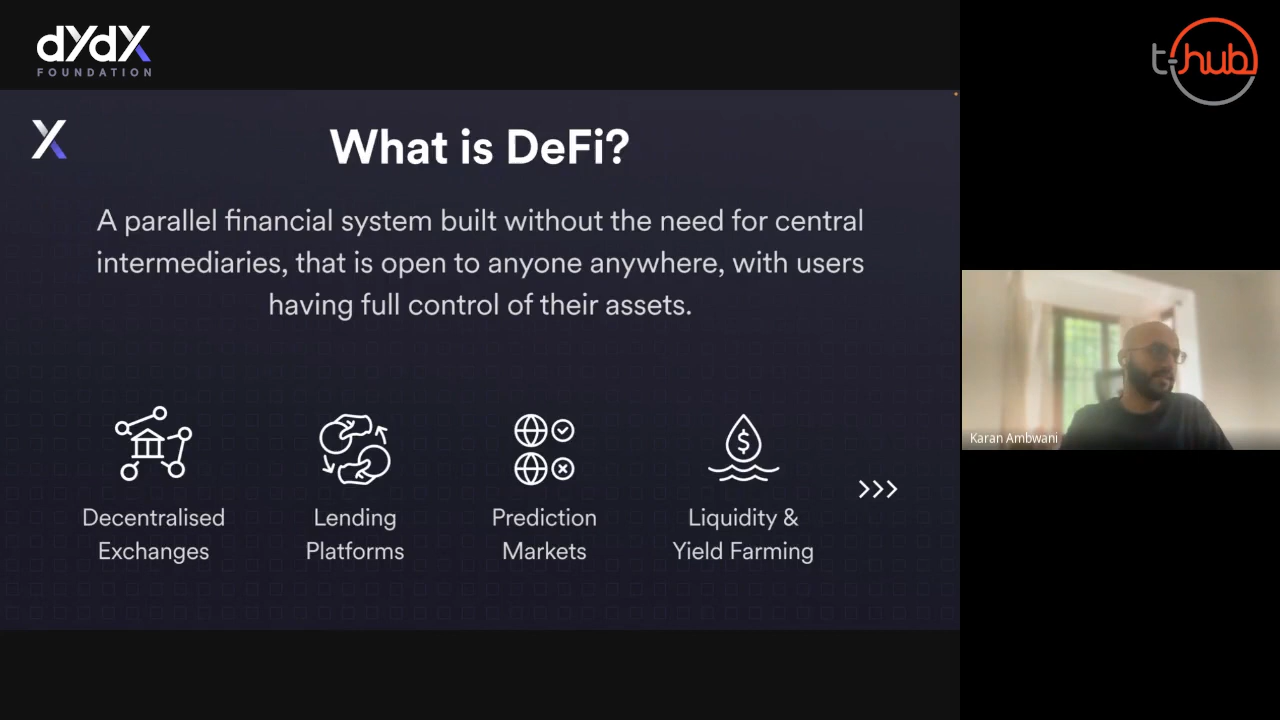 dYdX
FOUNDATION
t-hub
What is DeFi?
A parallel financial system built without the need for central
intermediaries, that is open to anyone anywhere, with users
having full control of their assets.
Decentralised
Exchanges
Lending
Platforms
Prediction
Markets
Liquidity &
Yield Farming
Karan Ambwani